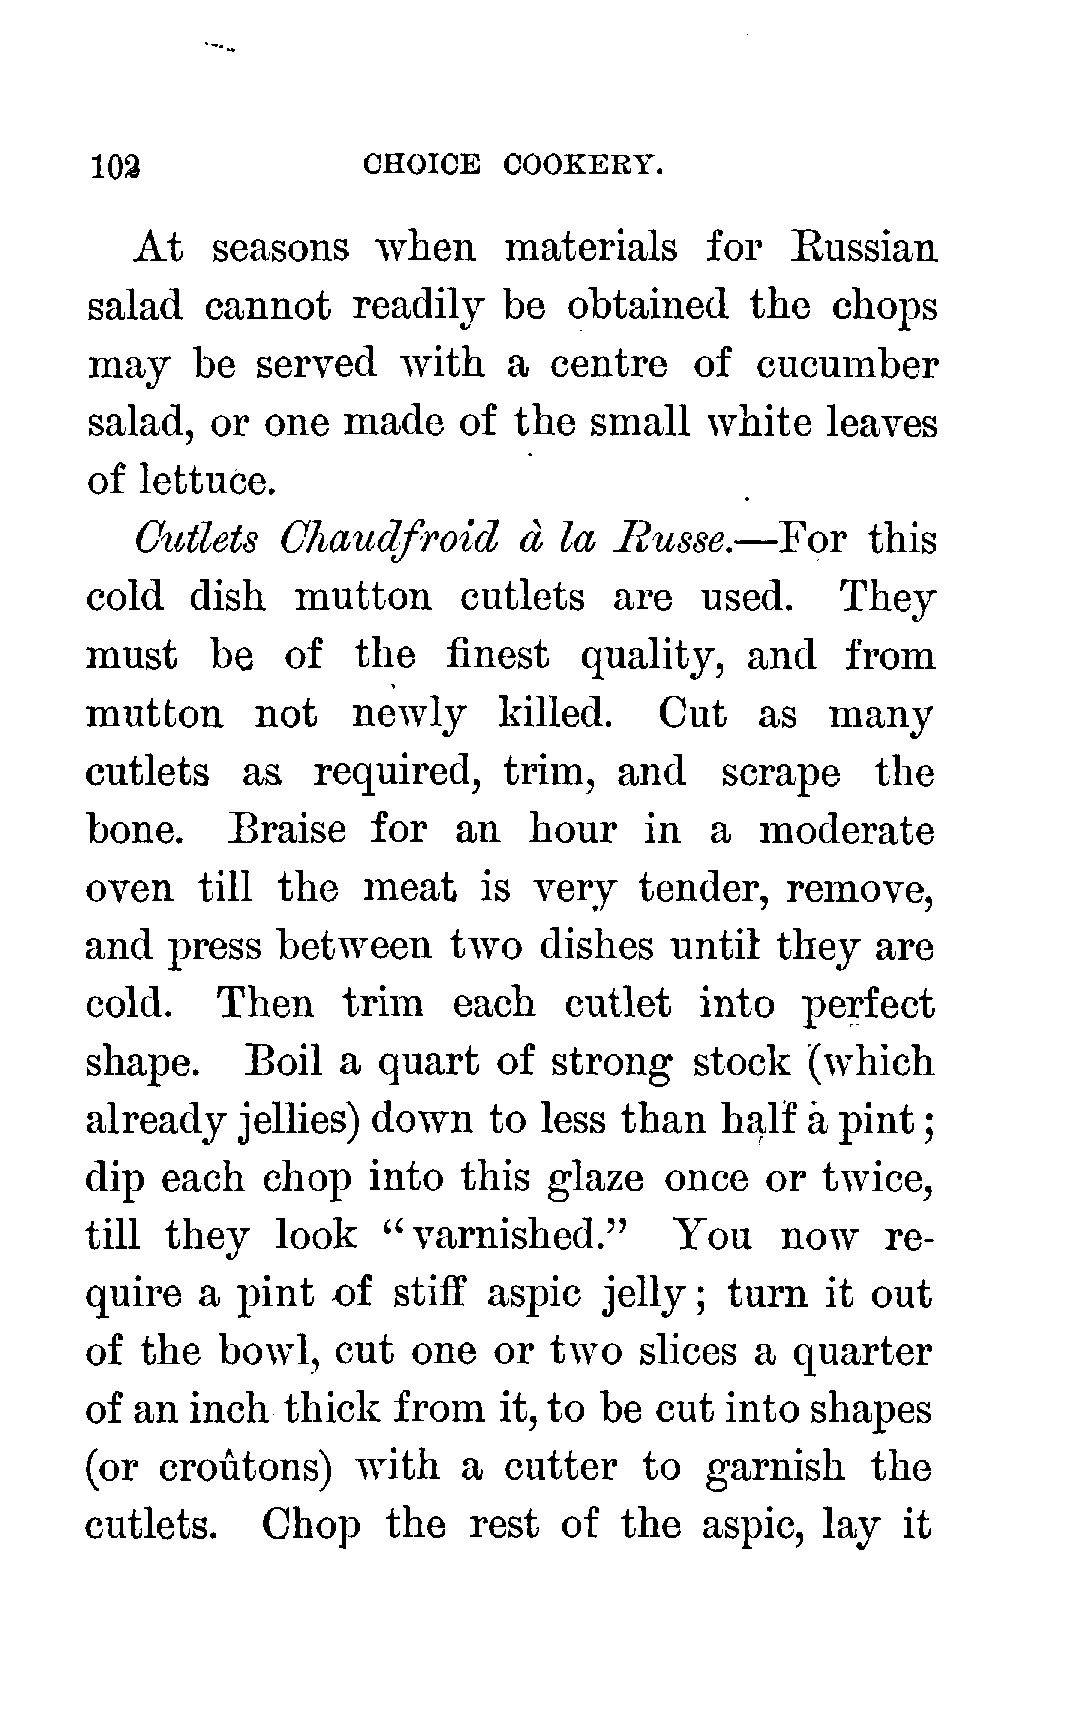 102 CHOICE COOKERY.
At seasons when materials for Russian
salad cannot readily be obtained the chops
may be served with a centre of cucumber
salad, or one made of the small white leaves
of lettuce.
Cutlets Chaudfroid à la Russe.—For this
cold dish mutton cutlets are used. They
must be of the finest quality, and from
mutton not newly killed. Cut as many
cutlets as required, trim, and scrape the
bone. Braise for an hour in a moderate
oven till the meat is very tender, remove,
and press between two dishes until they are
cold. Then trim each cutlet into perfect
shape. Boil a quart of strong stock (which
already jellies) down to less than half a pint;
dip each chop into this glaze once or twice,
till they look "varnished." You now re-
quire a pint of stiff aspic jelly; turn it out
of the bowl, cut one or two slices a quarter
of an inch thick from it, to be cut into shapes
(or croûtons) with a cutter to garnish the
cutlets. Chop the rest of the aspic, lay it